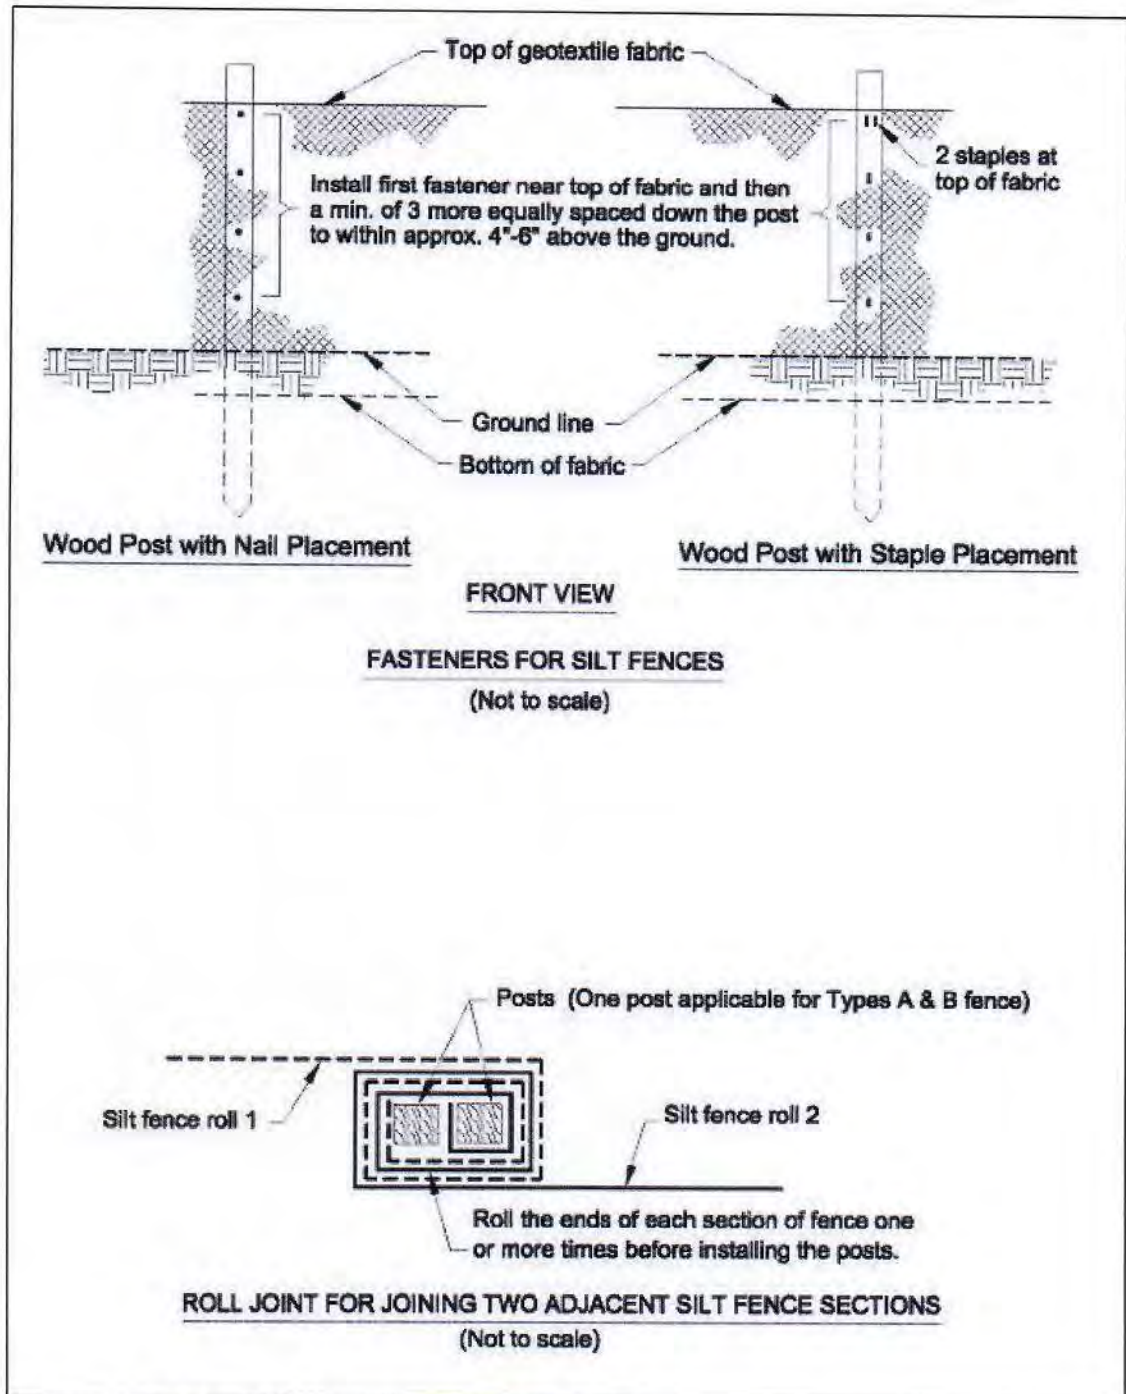 Top of geotextile fabric
2 staples at
top of fabric
Install first fastener near top of fabric and then
a min. of 3 more equally spaced down the post
to within approx. 4"-6" above the ground.
Ground line
Bottom of fabric
Wood Post with Nail Placement
Wood Post with Staple Placement
FRONT VIEW
FASTENERS FOR SILT FENCES
(Not to scale)
Posts (One post applicable for Types A & B fence)
Silt fence roll 1
Silt fence roll 2
Roll the ends of each section of fence one
or more times before installing the posts.
ROLL JOINT FOR JOINING TWO ADJACENT SILT FENCE SECTIONS
(Not to scale)